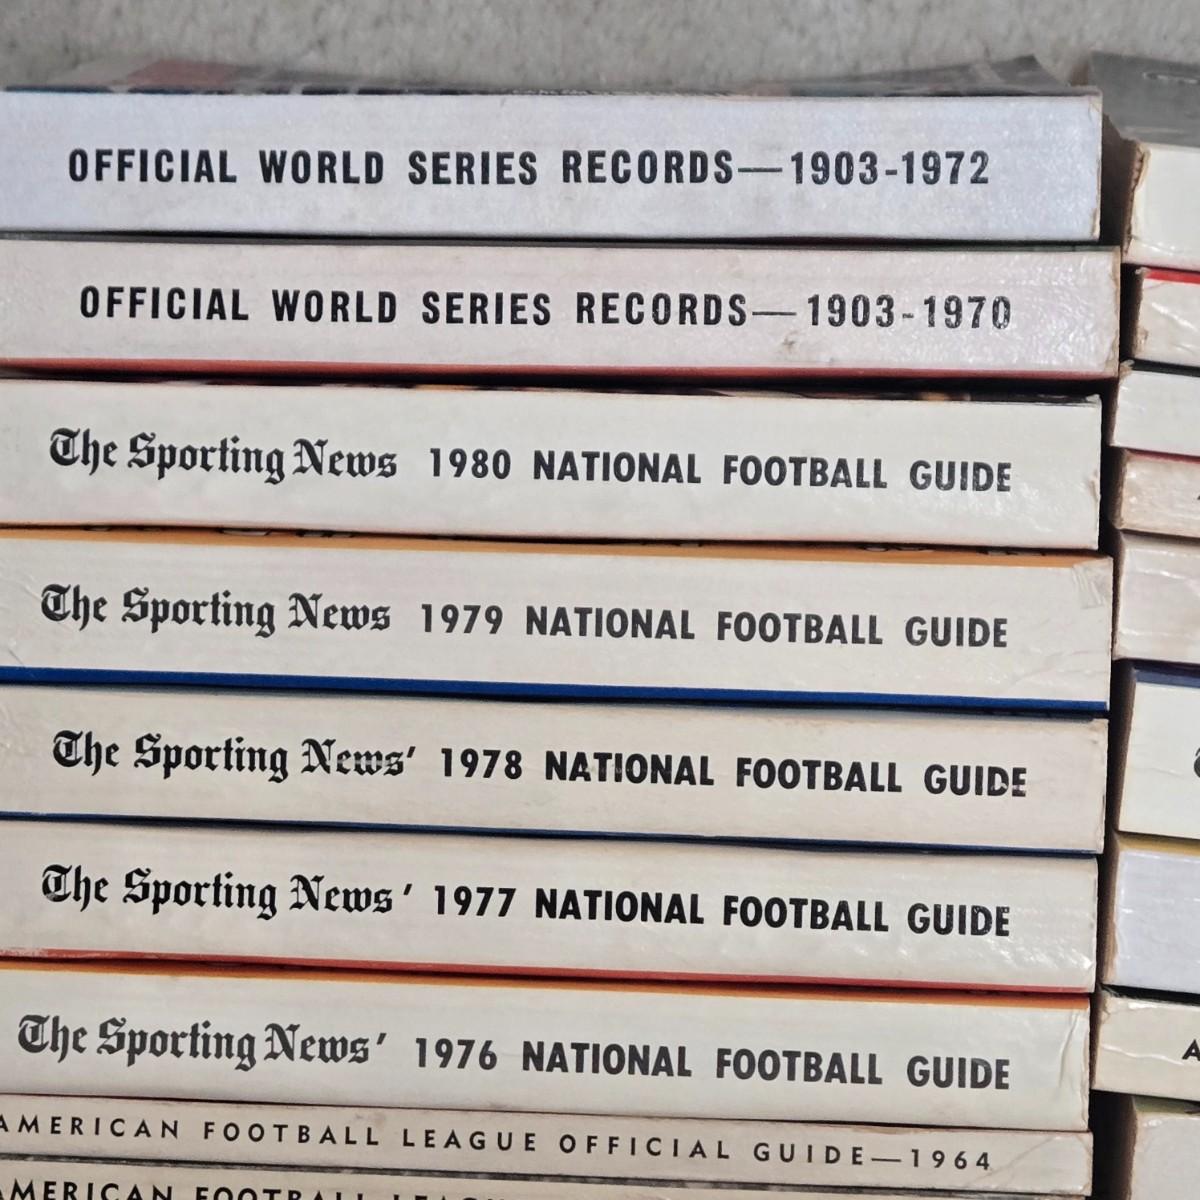 OFFICIAL WORLD SERIES RECORDS—1903-1972
OFFICIAL WORLD SERIES RECORDS—1903-1970
The Sporting News 1980 NATIONAL FOOTBALL GUIDE
The Sporting News 1979 NATIONAL FOOTBALL GUIDE
The Sporting News' 1978 NATIONAL FOOTBALL GUIDE
The Sporting News' 1977 NATIONAL FOOTBALL GUIDE
The Sporting News' 1976 NATIONAL FOOTBALL GUIDE
AMERICAN FOOTBALL LEAGUE OFFICIAL GUIDE—1964
AMERICAN FOOTBALL